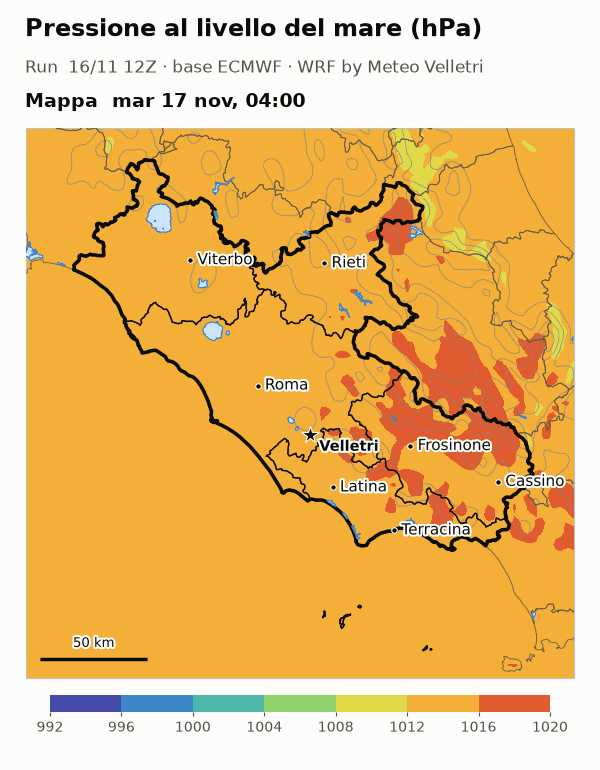 Pressione al livello del mare (hPa)
Run  16/11 12Z · base ECMWF · WRF by Meteo Velletri
Mappa  mar 17 nov, 04:00
Viterbo
Rieti
Roma
Velletri
Frosinone
Latina
Cassino
Terracina
50 km
992 996 1000 1004 1008 1012 1016 1020